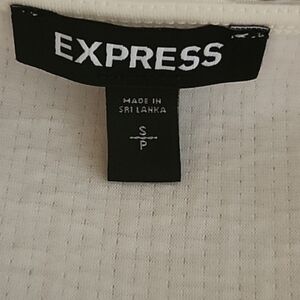 EXPRESS
MADE IN
SRI LANKA
S
P